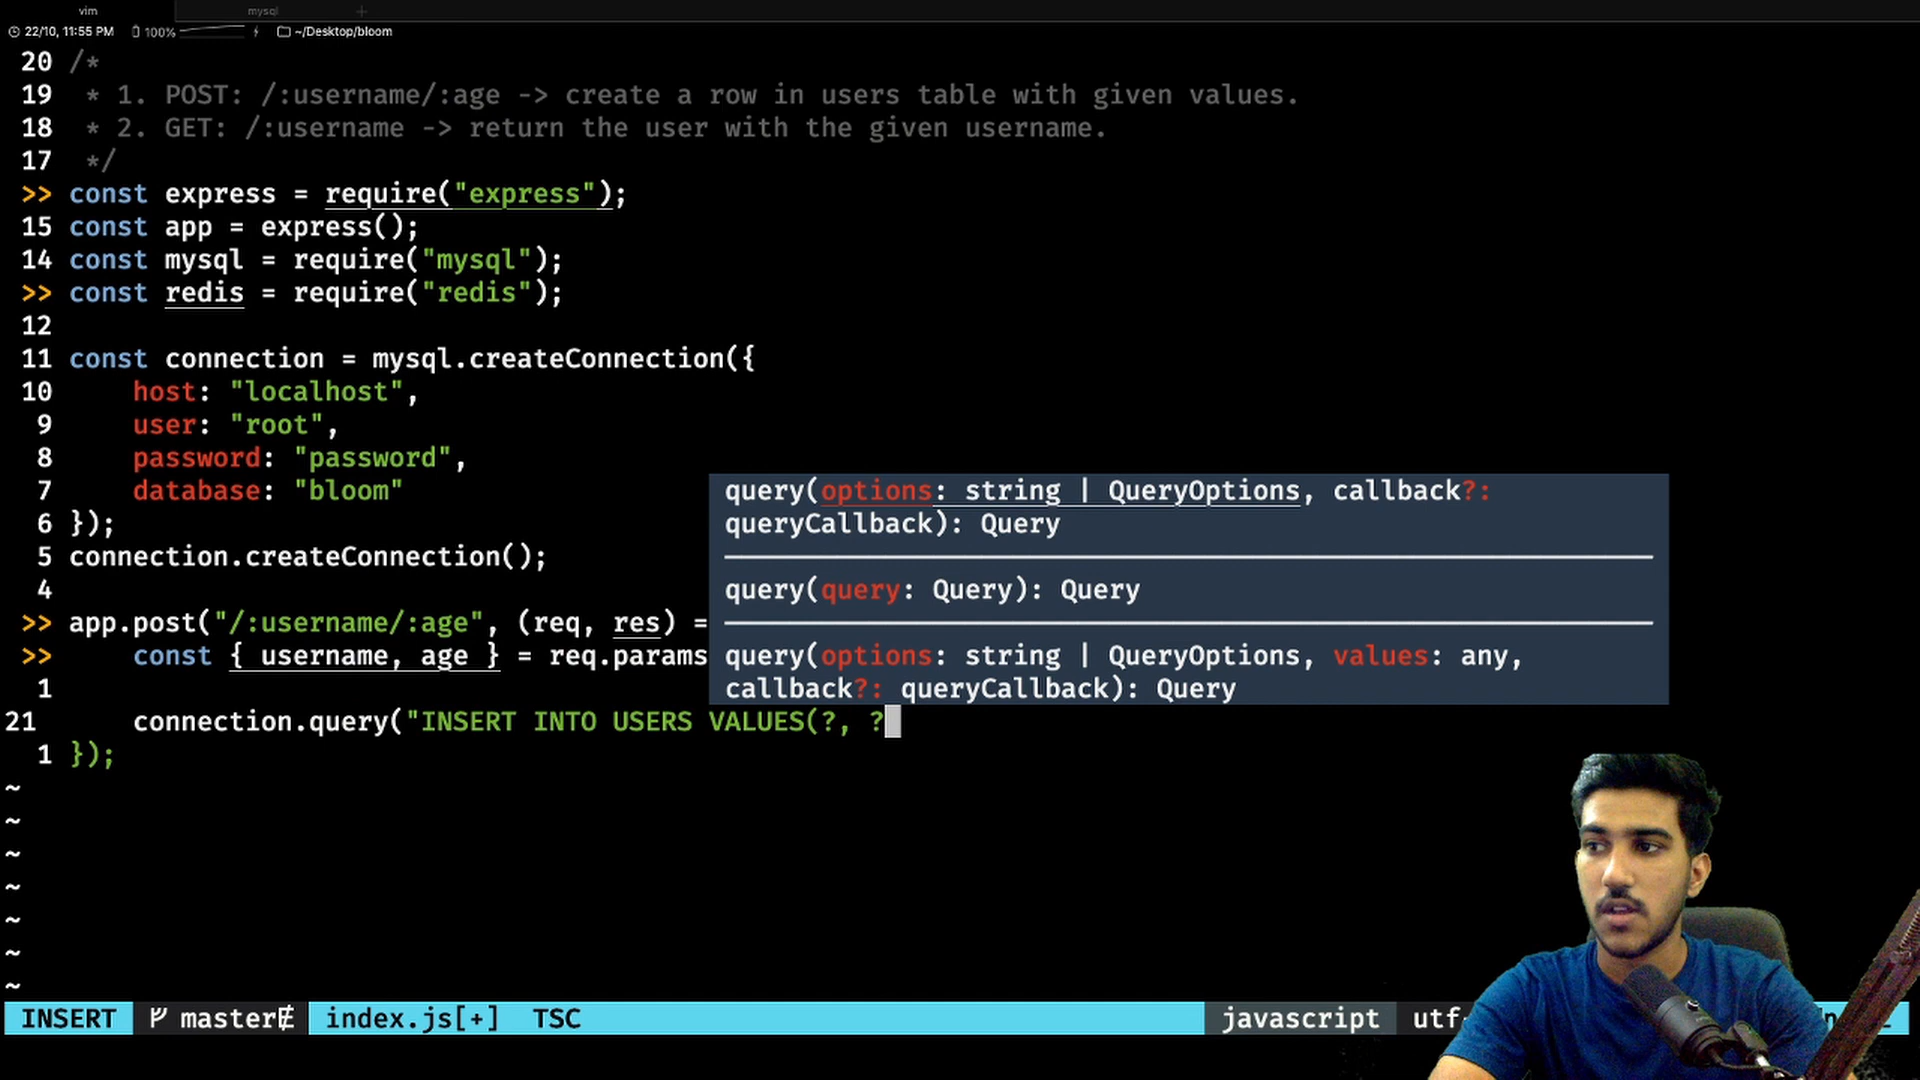 vim mysql +
22/10, 11:55 PM 100% ~/Desktop/bloom
20 /*
19 * 1. POST: /:username/:age -> create a row in users table with given values.
18 * 2. GET: /:username -> return the user with the given username.
17 */
>> const express = require("express");
15 const app = express();
14 const mysql = require("mysql");
>> const redis = require("redis");
12
11 const connection = mysql.createConnection({
10 host: "localhost",
9 user: "root",
8 password: "password",
7 database: "bloom"
6 });
5 connection.createConnection();
4
>> app.post("/:username/:age", (req, res) =
>> const { username, age } = req.params
1
21 connection.query("INSERT INTO USERS VALUES(?, ?
1 });
query(options: string | QueryOptions, callback?:
queryCallback): Query
query(query: Query): Query
query(options: string | QueryOptions, values: any,
callback?: queryCallback): Query
~
~
~
~
~
~
~
INSERT master index.js[+] TSC javascript utf-